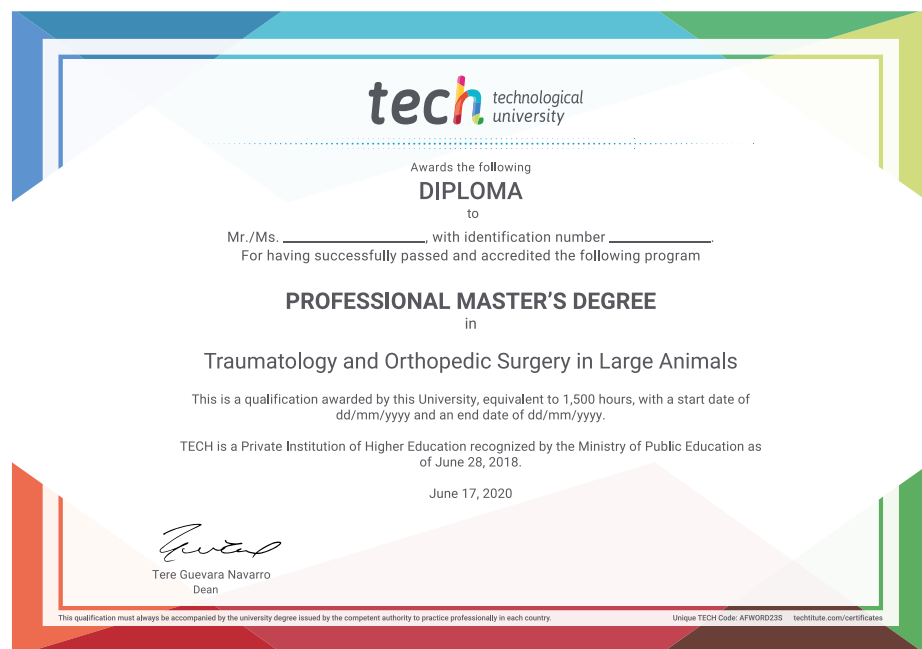 tech technological
university
Awards the following
DIPLOMA
to
Mr./Ms. ____________, with identification number ____________.
For having successfully passed and accredited the following program
PROFESSIONAL MASTER'S DEGREE
in
Traumatology and Orthopedic Surgery in Large Animals
This is a qualification awarded by this University, equivalent to 1,500 hours, with a start date of
dd/mm/yyyy and an end date of dd/mm/yyyy.
TECH is a Private Institution of Higher Education recognized by the Ministry of Public Education as
of June 28, 2018.
June 17, 2020
Tere Guevara Navarro
Dean
This qualification must always be accompanied by the university degree issued by the competent authority to practice professionally in each country.
Unique TECH Code: AFWORD23S techtitute.com/certificates